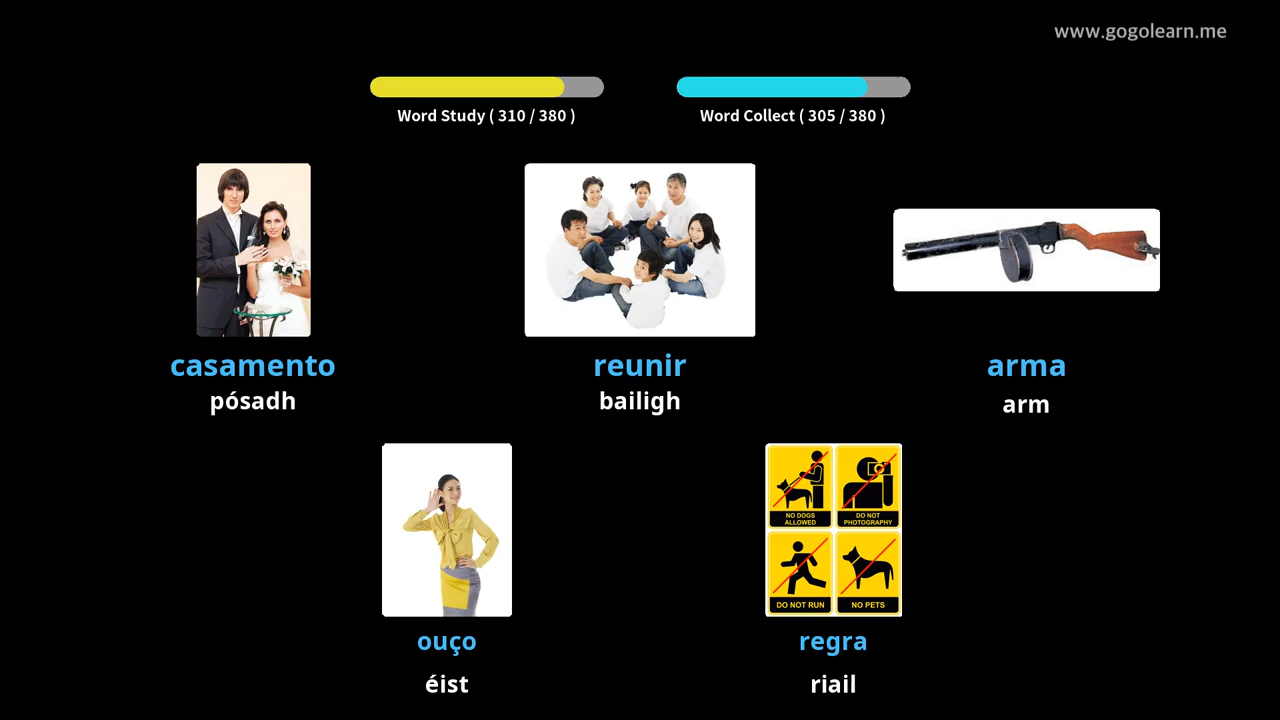 www.gogolearn.me
Word Study ( 310 / 380 )
Word Collect ( 305 / 380 )
casamento
pósadh
reunir
bailigh
arma
arm
ouço
éist
NO DOGS
ALLOWED
DO NOT
PHOTOGRAPHY
DO NOT RUN
NO PETS
regra
riail